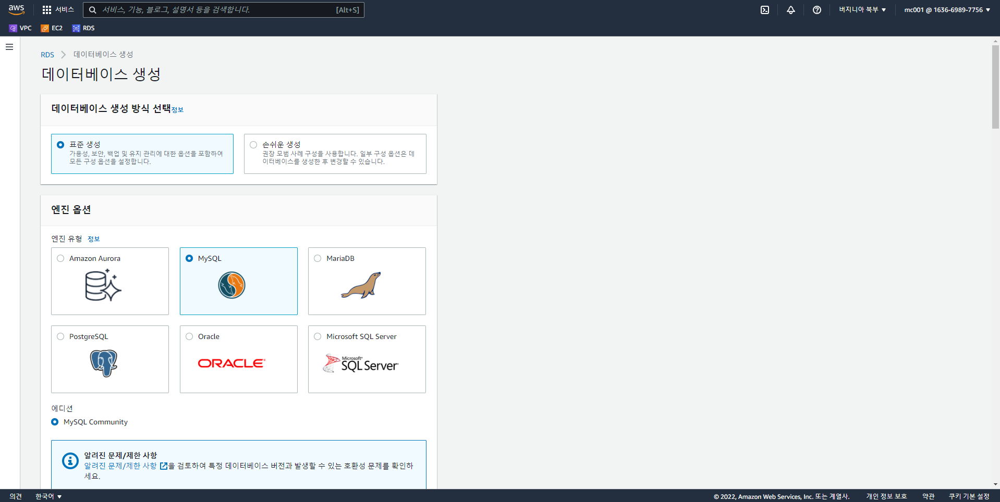 aws
서비스
서비스, 기능, 블로그, 설명서 등을 검색합니다.
[Alt+S]
버지니아 북부 ▼
mc001 @ 1636-6989-7756 ▼
VPC
EC2
RDS
RDS
데이터베이스 생성
데이터베이스 생성
데이터베이스 생성 방식 선택정보
표준 생성
가용성, 보안, 백업 및 유지 관리에 대한 옵션을 포함하여
모든 구성 옵션을 설정합니다.
손쉬운 생성
권장 모범 사례 구성을 사용합니다. 일부 구성 옵션은 데
이터베이스를 생성한 후 변경할 수 있습니다.
엔진 옵션
엔진 유형 정보
Amazon Aurora
MySQL
MariaDB
PostgreSQL
Oracle
ORACLE®
Microsoft SQL Server
Microsoft®
SQL Server
에디션
MySQL Community
알려진 문제/제한 사항
알려진 문제/제한 사항 을 검토하여 특정 데이터베이스 버전과 발생할 수 있는 호환성 문제를 확인하
세요.
의견
한국어 ▼
© 2022, Amazon Web Services, Inc. 또는 계열사.
개인 정보 보호
약관
쿠키 기본 설정